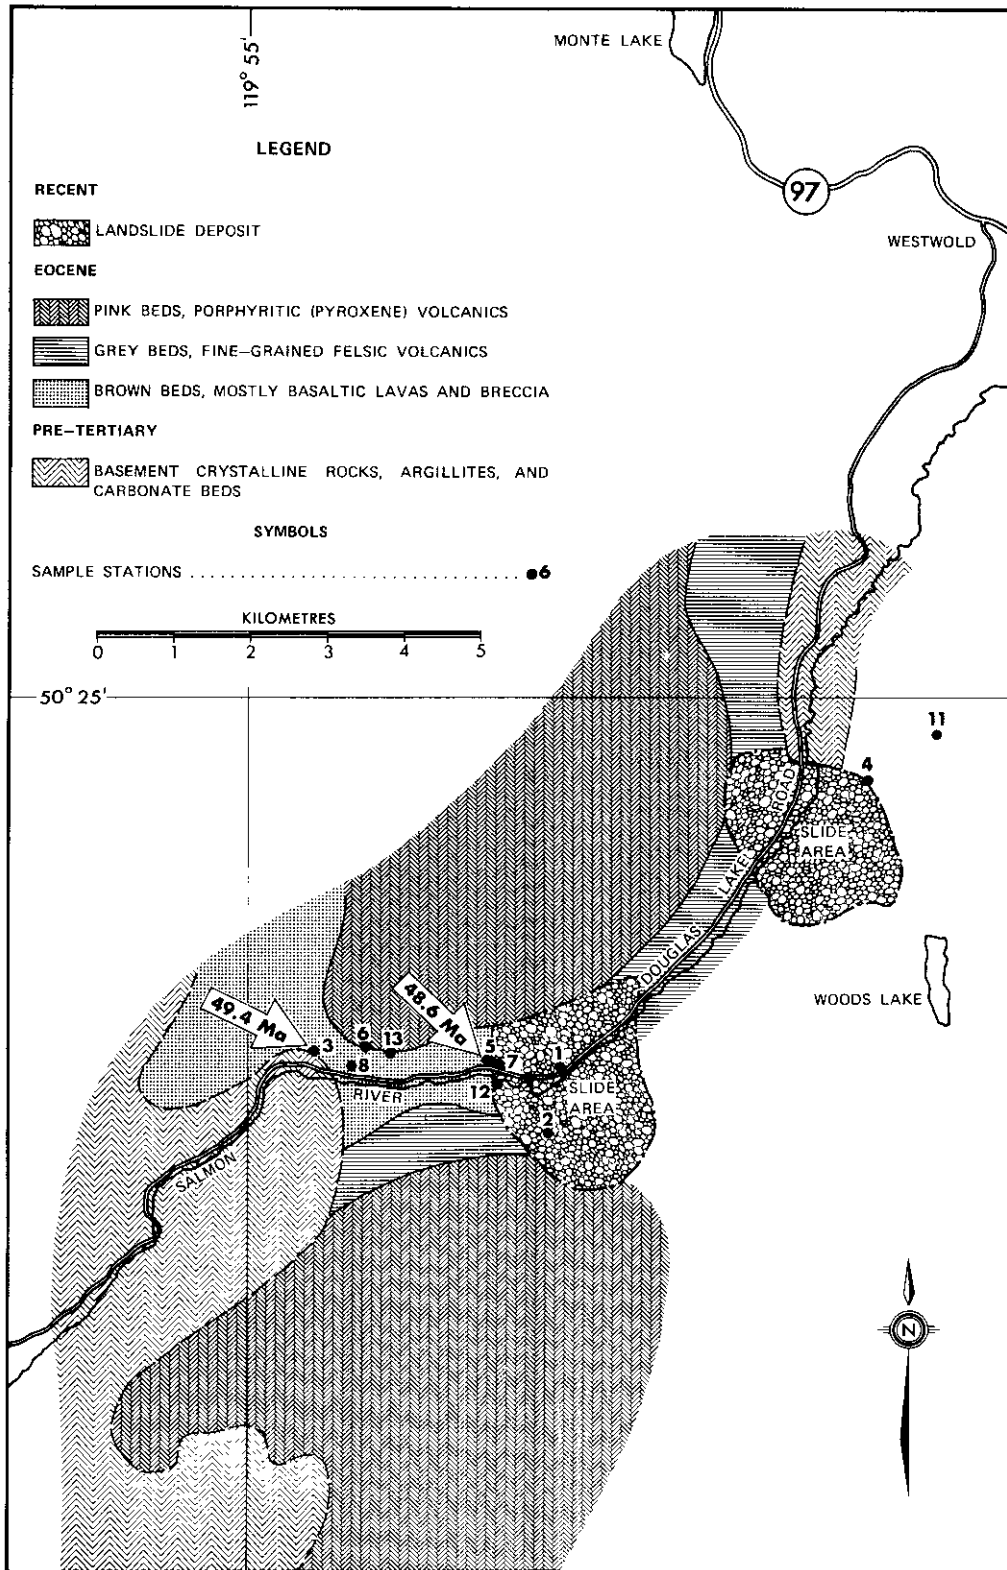 119° 55'
MONTE LAKE
LEGEND
97
WESTWOLD
RECENT
LANDSLIDE DEPOSIT
EOCENE
PINK BEDS, PORPHYRITIC (PYROXENE) VOLCANICS
GREY BEDS, FINE–GRAINED FELSIC VOLCANICS
BROWN BEDS, MOSTLY BASALTIC LAVAS AND BRECCIA
PRE–TERTIARY
BASEMENT CRYSTALLINE ROCKS, ARGILLITES, AND
CARBONATE BEDS
SYMBOLS
SAMPLE STATIONS ................................ 6
KILOMETRES
0 1 2 3 4 5
50° 25'
11
4
SLIDE
AREA
DOUGLAS LAKE ROAD
WOODS LAKE
49.4 Ma
48.6 Ma
3
6
13
8
5
7
1
12
2
SLIDE
AREA
SALMON RIVER
N